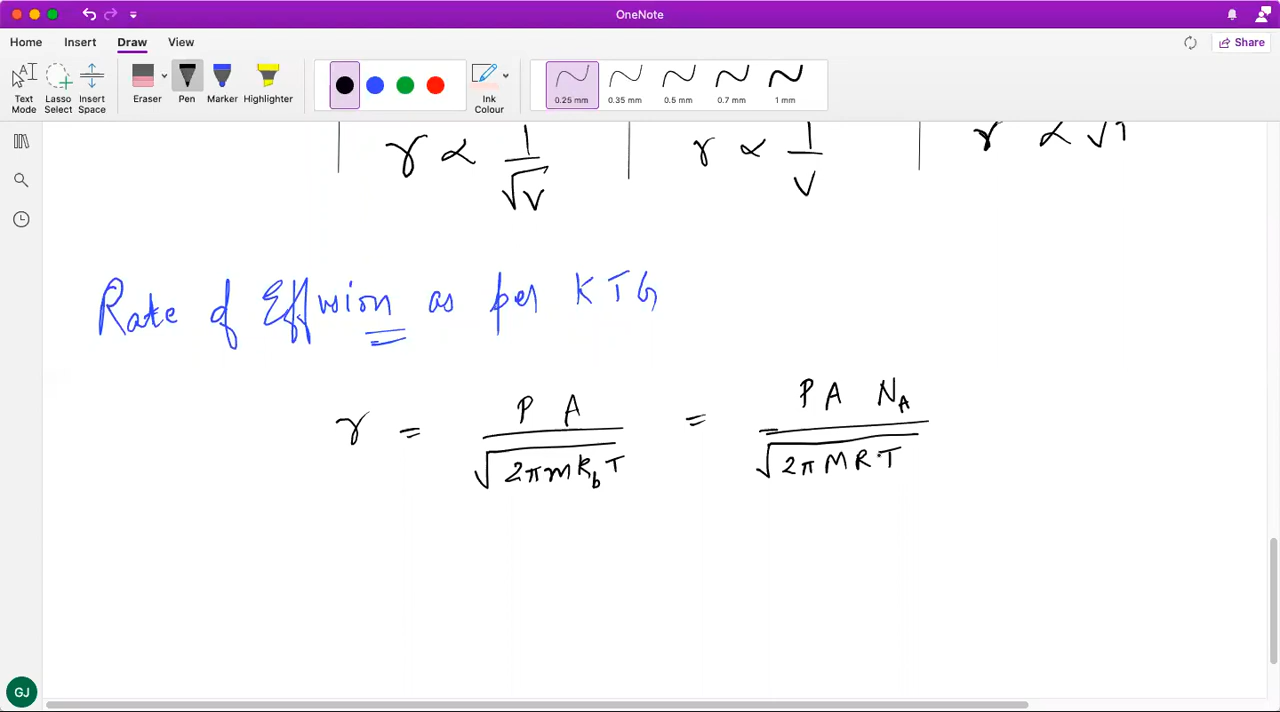 OneNote
Home Insert Draw View Share
Text Mode Lasso Select Insert Space Eraser Pen Marker Highlighter Ink Colour 0.25 mm 0.35 mm 0.5 mm 0.7 mm 1 mm
r ∝ 1/√v | r ∝ 1/v | r ∝ √
Rate of Effusion as per KTG
r = P A / √(2πmK_bT) = P A N_A / √(2πMRT)
GJ